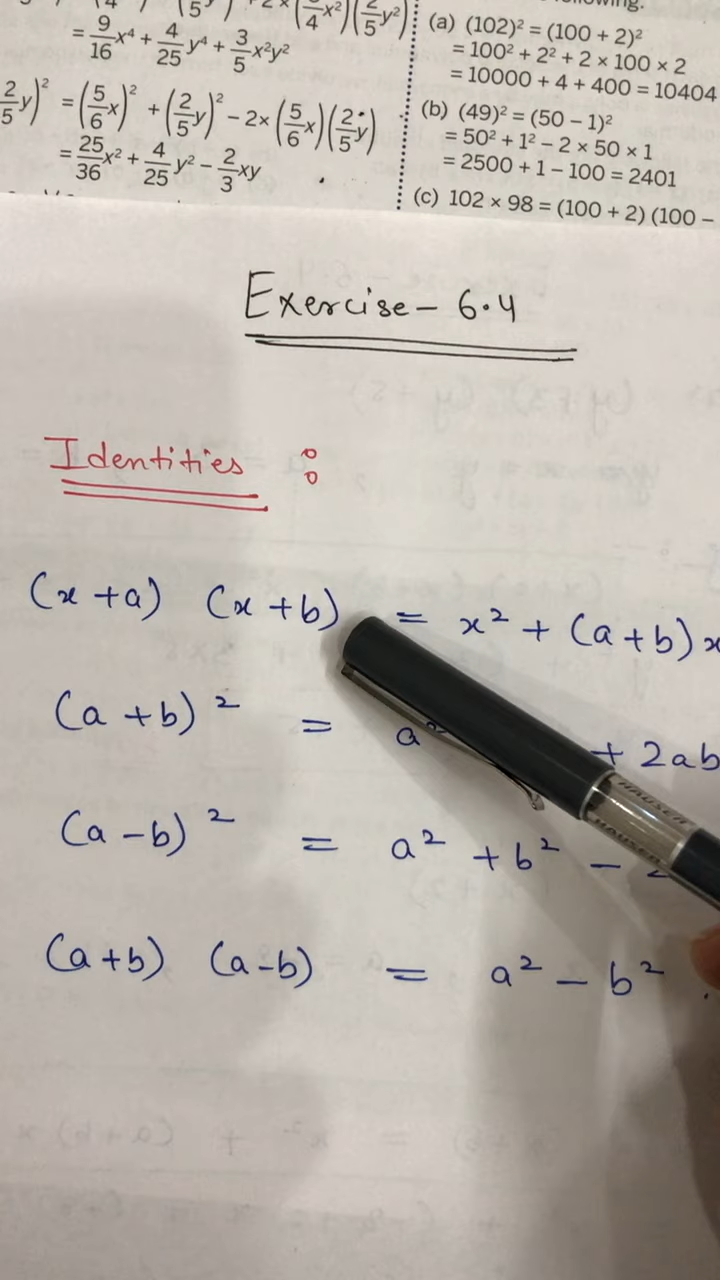 = 9/16 x⁴ + 4/25 y⁴ + 3/5 x²y²
2/5 y)² = (5/6 x)² + (2/5 y)² − 2× (5/6 x) (2/5 y)
= 25/36 x² + 4/25 y² − 2/3 xy
(a) (102)² = (100 + 2)²
= 100² + 2² + 2 × 100 × 2
= 10000 + 4 + 400 = 10404
(b) (49)² = (50 − 1)²
= 50² + 1² − 2 × 50 × 1
= 2500 + 1 − 100 = 2401
(c) 102 × 98 = (100 + 2) (100 −
Exercise - 6.4
Identities :
(x + a) (x + b) = x² + (a + b) x
(a + b)² = a² + 2ab
(a − b)² = a² + b² −
(a + b) (a − b) = a² − b².
HAUSER
HAUSER